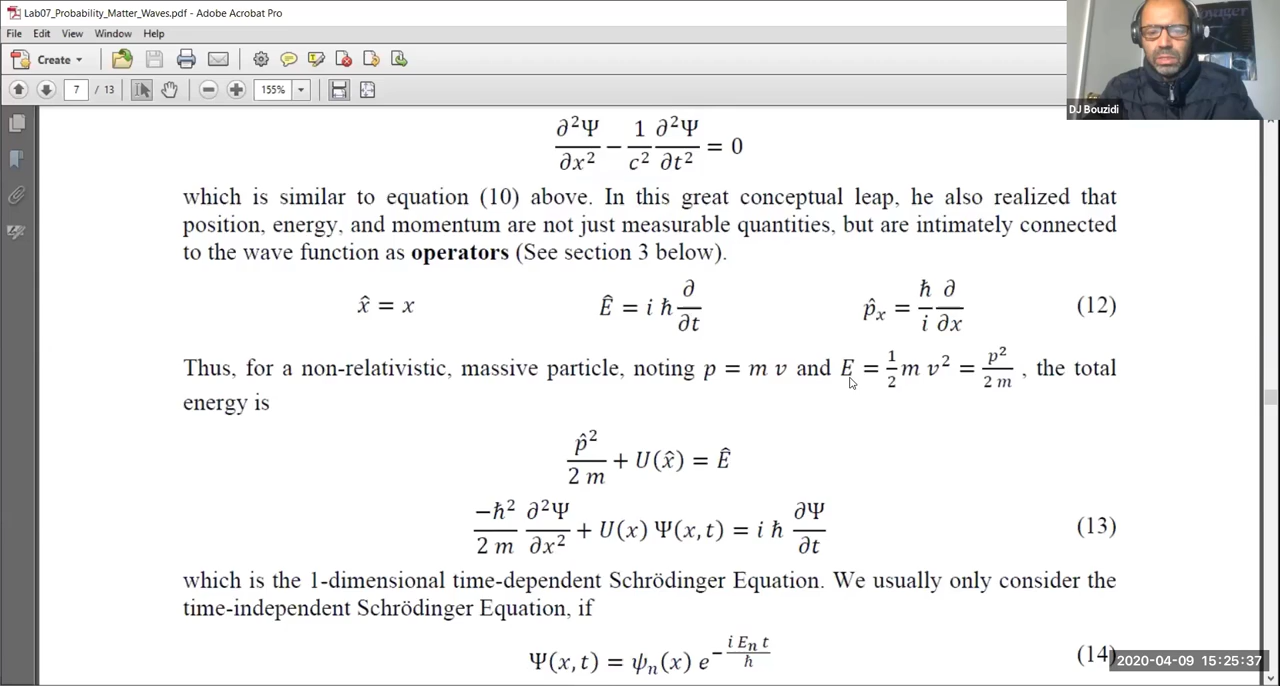 Lab07_Probability_Matter_Waves.pdf - Adobe Acrobat Pro
File Edit View Window Help
Create
7 / 13 155%
DJ Bouzidi
∂²Ψ/∂x² − 1/c² ∂²Ψ/∂t² = 0
which is similar to equation (10) above. In this great conceptual leap, he also realized that
position, energy, and momentum are not just measurable quantities, but are intimately connected
to the wave function as operators (See section 3 below).
x̂ = x Ê = i ħ ∂/∂t p̂ₓ = ħ/i ∂/∂x (12)
Thus, for a non-relativistic, massive particle, noting p = m v and E = 1/2 m v² = p²/2 m , the total
energy is
p̂²/2 m + U(x̂) = Ê
−ħ²/2 m ∂²Ψ/∂x² + U(x) Ψ(x, t) = i ħ ∂Ψ/∂t (13)
which is the 1-dimensional time-dependent Schrödinger Equation. We usually only consider the
time-independent Schrödinger Equation, if
Ψ(x, t) = ψₙ(x) e^(− i Eₙ t/ħ) (14)
2020-04-09 15:25:37